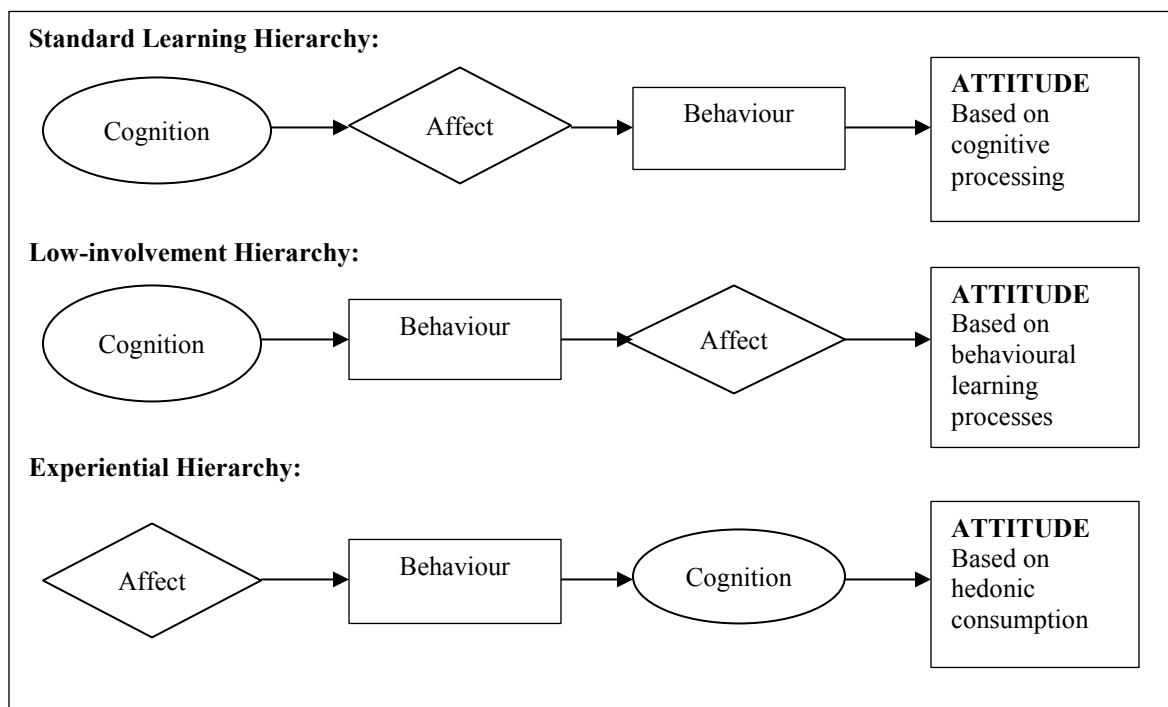 Standard Learning Hierarchy:
Cognition
Affect
Behaviour
ATTITUDE
Based on
cognitive
processing
Low-involvement Hierarchy:
Cognition
Behaviour
Affect
ATTITUDE
Based on
behavioural
learning
processes
Experiential Hierarchy:
Affect
Behaviour
Cognition
ATTITUDE
Based on
hedonic
consumption